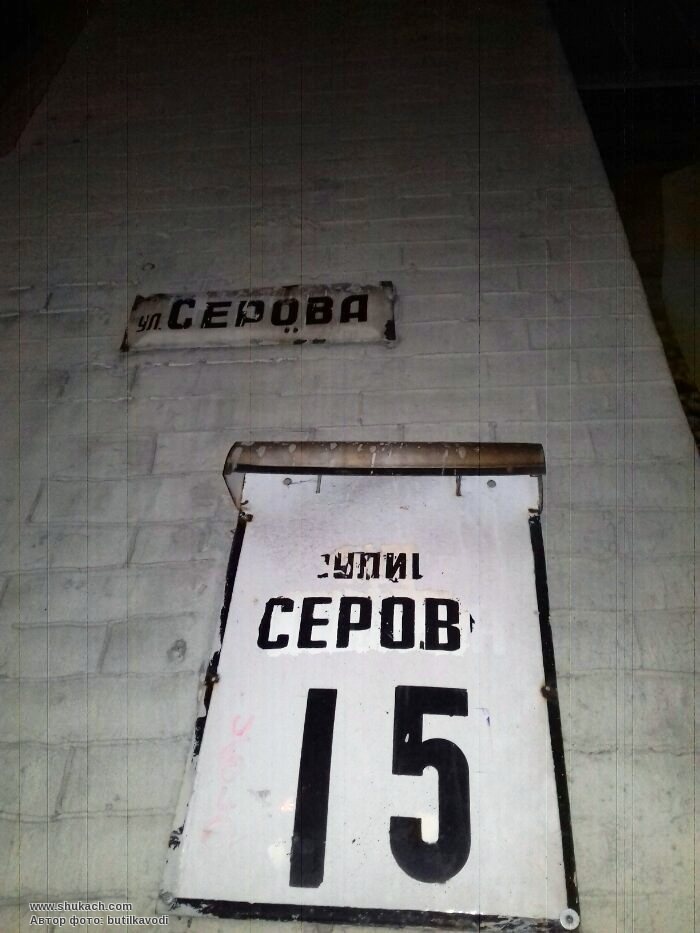 ул. СЕРОВА
СЕРОВ
15
www.shukach.com
Автор фото: butilkavodi